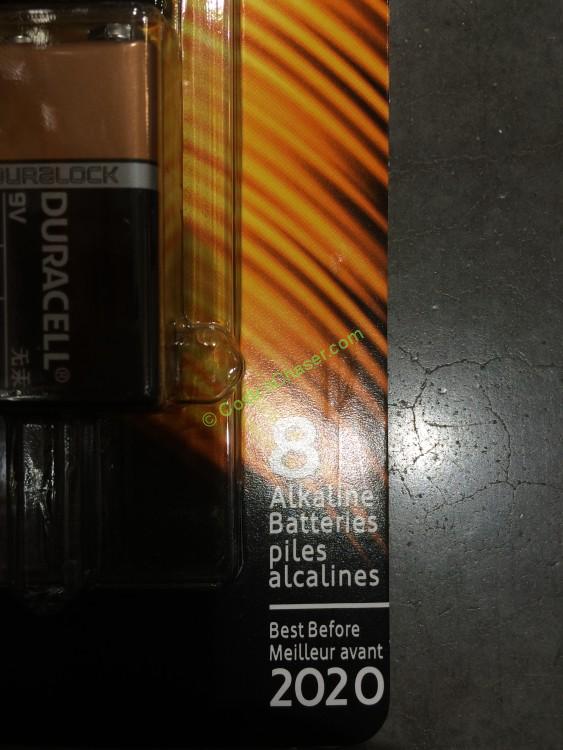 DURALOCK
9V
DURACELL®
© CostcoChaser.com
8
Alkaline
Batteries
piles
alcalines
Best Before
Meilleur avant
2020